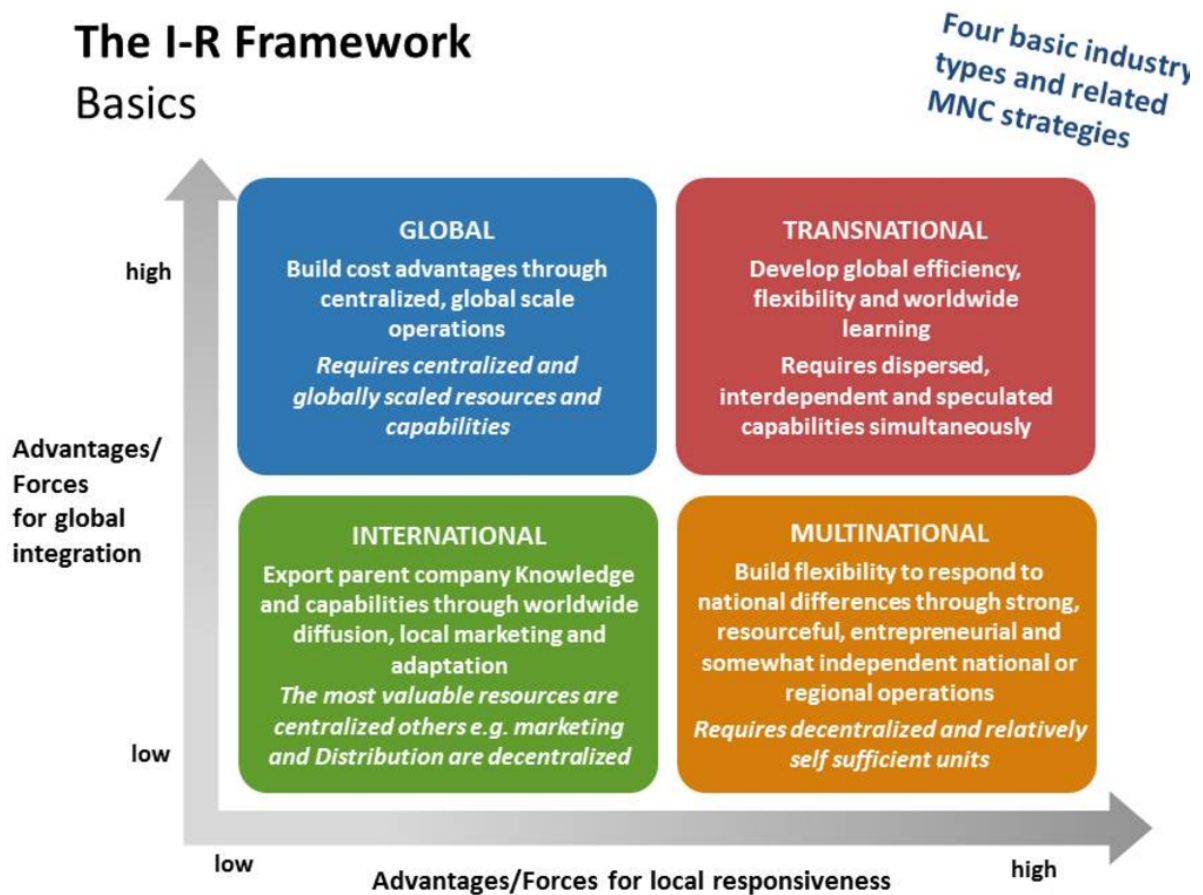 The I-R Framework
Basics
Four basic industry
types and related
MNC strategies
high
GLOBAL
Build cost advantages through
centralized, global scale
operations
Requires centralized and
globally scaled resources and
capabilities
TRANSNATIONAL
Develop global efficiency,
flexibility and worldwide
learning
Requires dispersed,
interdependent and speculated
capabilities simultaneously
Advantages/
Forces
for global
integration
INTERNATIONAL
Export parent company Knowledge
and capabilities through worldwide
diffusion, local marketing and
adaptation
The most valuable resources are
centralized others e.g. marketing
and Distribution are decentralized
MULTINATIONAL
Build flexibility to respond to
national differences through strong,
resourceful, entrepreneurial and
somewhat independent national or
regional operations
Requires decentralized and relatively
self sufficient units
low
low
Advantages/Forces for local responsiveness
high